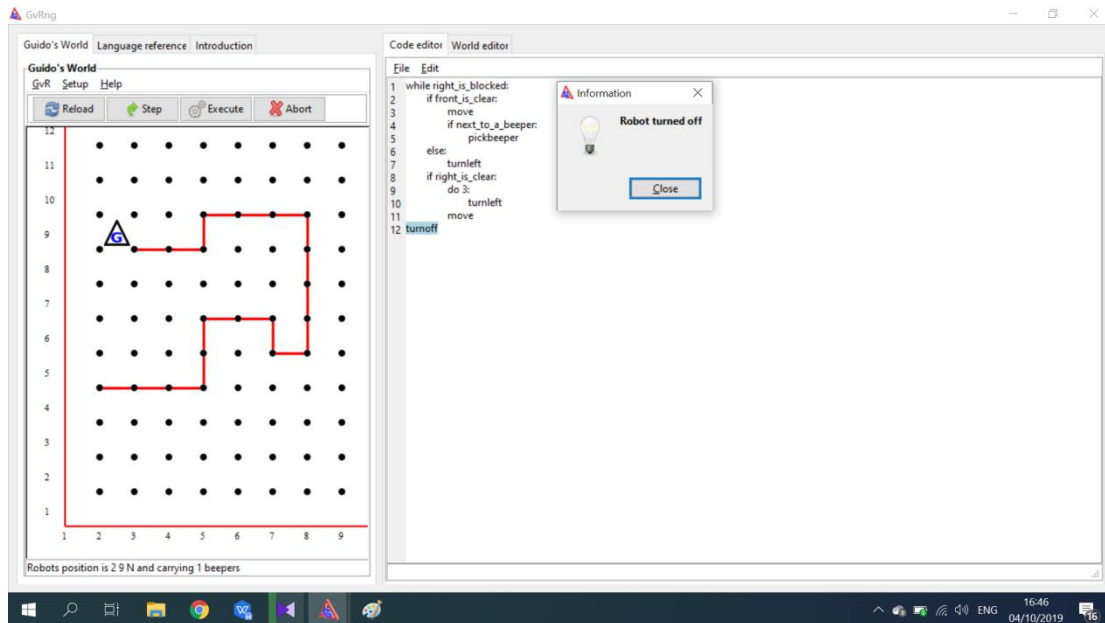 GvRng
Guido's World Language reference Introduction
Guido's World
GvR Setup Help
Reload Step Execute Abort
12
11
10
9
8
7
6
5
4
3
2
1
1 2 3 4 5 6 7 8 9
G
Robots position is 2 9 N and carrying 1 beepers
Code editor World editor
File Edit
1 while right_is_blocked:
2 if front_is_clear:
3 move
4 if next_to_a_beeper:
5 pickbeeper
6 else:
7 turnleft
8 if right_is_clear:
9 do 3:
10 turnleft
11 move
12 turnoff
Information
Robot turned off
Close
ENG
16:46
04/10/2019
16